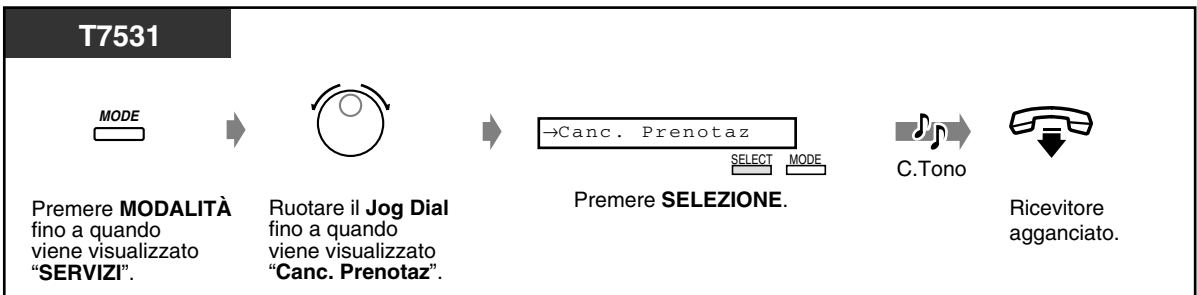 T7531
MODE
→Canc. Prenotaz
SELECT MODE
C.Tono
Premere MODALITÀ
fino a quando
viene visualizzato
“SERVIZI”.
Ruotare il Jog Dial
fino a quando
viene visualizzato
“Canc. Prenotaz”.
Premere SELEZIONE.
Ricevitore
agganciato.